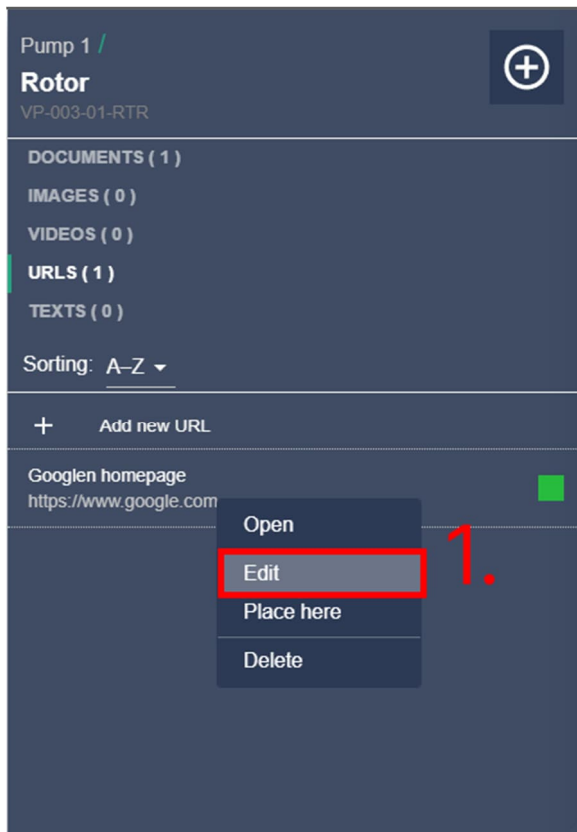 Pump 1 /
Rotor
VP-003-01-RTR
DOCUMENTS ( 1 )
IMAGES ( 0 )
VIDEOS ( 0 )
URLS ( 1 )
TEXTS ( 0 )
Sorting: A–Z
+ Add new URL
Googlen homepage
https://www.google.com
Open
Edit
1.
Place here
Delete